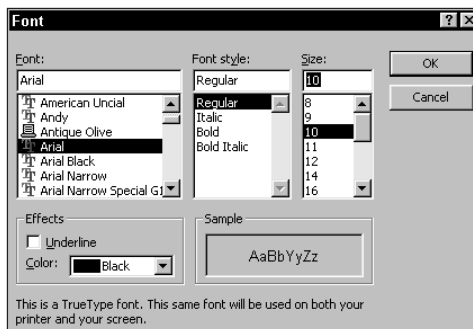 Font
Font: Font style: Size:
Arial Regular 10
American Uncial
Andy
Antique Olive
Arial
Arial Black
Arial Narrow
Arial Narrow Special G1
Regular
Italic
Bold
Bold Italic
8
9
10
11
12
14
16
OK
Cancel
Effects
Underline
Color: Black
Sample
AaBbYyZz
This is a TrueType font. This same font will be used on both your
printer and your screen.